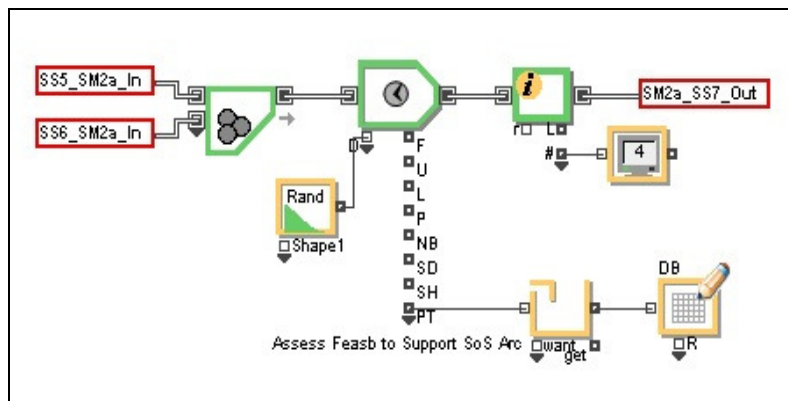 SS5_SM2a_In
SS6_SM2a_In
SM2a_SS7_Out
r L
#
4
D
F
U
L
P
NB
SD
SH
PT
Rand
Shape1
DB
R
Assess Feasb to Support SoS Arc
want
get